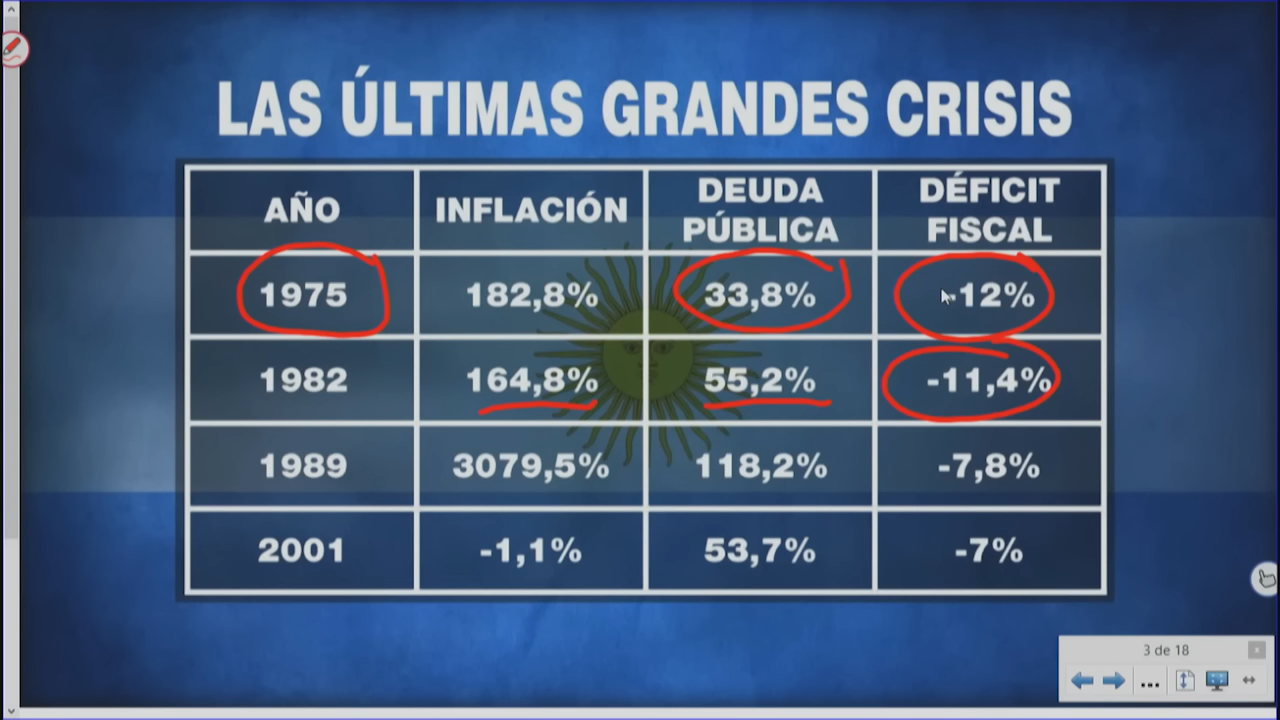 LAS ÚLTIMAS GRANDES CRISIS
AÑO INFLACIÓN DEUDA PÚBLICA DÉFICIT FISCAL
1975 182,8% 33,8% -12%
1982 164,8% 55,2% -11,4%
1989 3079,5% 118,2% -7,8%
2001 -1,1% 53,7% -7%
3 de 18